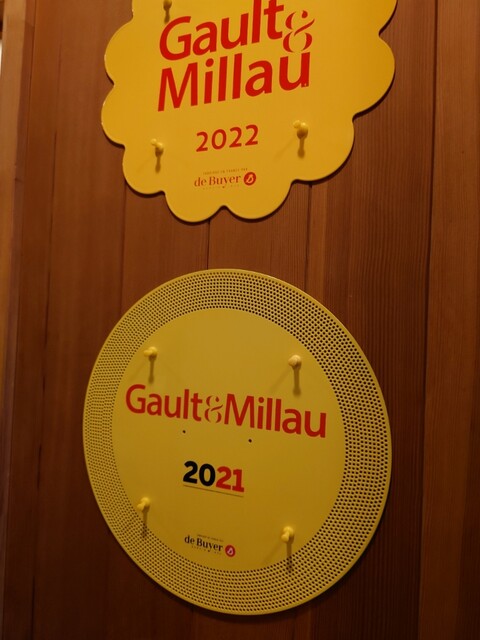 Gault&
Millau
2022
de Buyer
Gault&Millau
2021
de Buyer